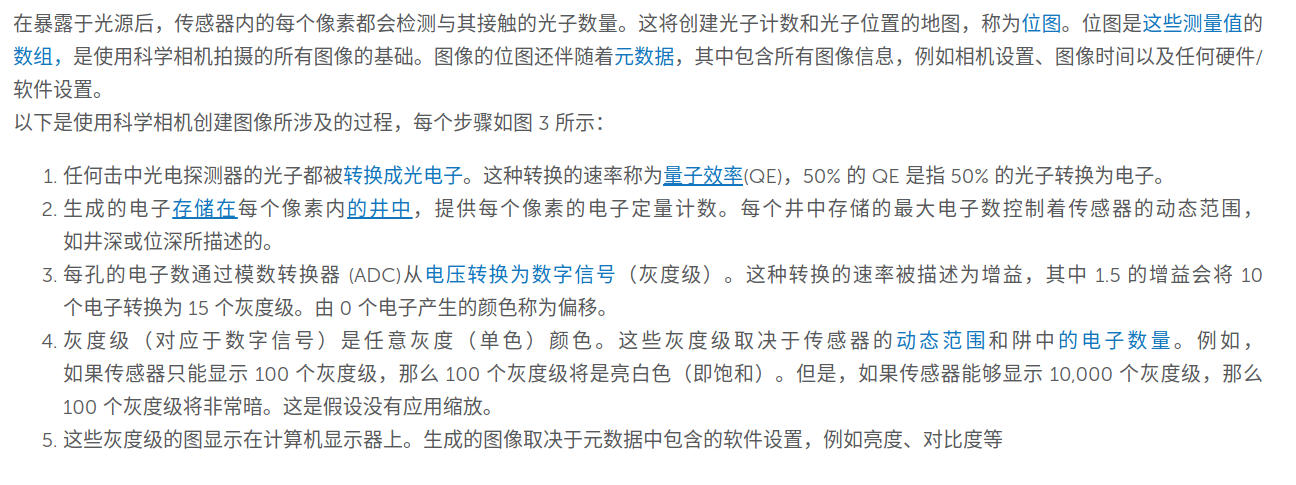 在暴露于光源后，传感器内的每个像素都会检测与其接触的光子数量。这将创建光子计数和光子位置的地图，称为位图。位图是这些测量值的
数组，是使用科学相机拍摄的所有图像的基础。图像的位图还伴随着元数据，其中包含所有图像信息，例如相机设置、图像时间以及任何硬件/
软件设置。
以下是使用科学相机创建图像所涉及的过程，每个步骤如图 3 所示：
1. 任何击中光电探测器的光子都被转换成光电子。这种转换的速率称为量子效率(QE)，50% 的 QE 是指 50% 的光子转换为电子。
2. 生成的电子存储在每个像素内的井中，提供每个像素的电子定量计数。每个井中存储的最大电子数控制着传感器的动态范围，
如井深或位深所描述的。
3. 每孔的电子数通过模数转换器 (ADC)从电压转换为数字信号（灰度级）。这种转换的速率被描述为增益，其中 1.5 的增益会将 10
个电子转换为 15 个灰度级。由 0 个电子产生的颜色称为偏移。
4. 灰度级（对应于数字信号）是任意灰度（单色）颜色。这些灰度级取决于传感器的动态范围和阱中的电子数量。例如，
如果传感器只能显示 100 个灰度级，那么 100 个灰度级将是亮白色（即饱和）。但是，如果传感器能够显示 10,000 个灰度级，那么
100 个灰度级将非常暗。这是假设没有应用缩放。
5. 这些灰度级的图显示在计算机显示器上。生成的图像取决于元数据中包含的软件设置，例如亮度、对比度等